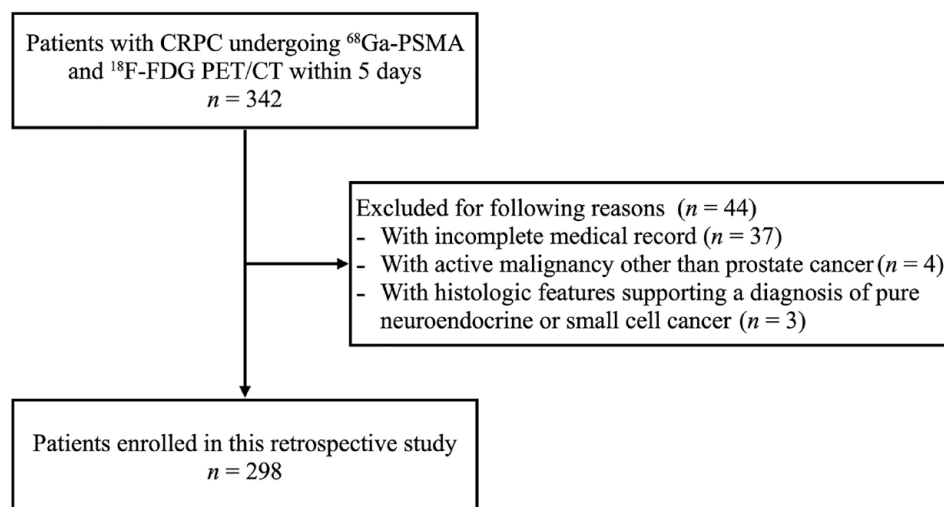 Patients with CRPC undergoing ⁶⁸Ga-PSMA
and ¹⁸F-FDG PET/CT within 5 days
n = 342
Excluded for following reasons (n = 44)
- With incomplete medical record (n = 37)
- With active malignancy other than prostate cancer (n = 4)
- With histologic features supporting a diagnosis of pure
neuroendocrine or small cell cancer (n = 3)
Patients enrolled in this retrospective study
n = 298